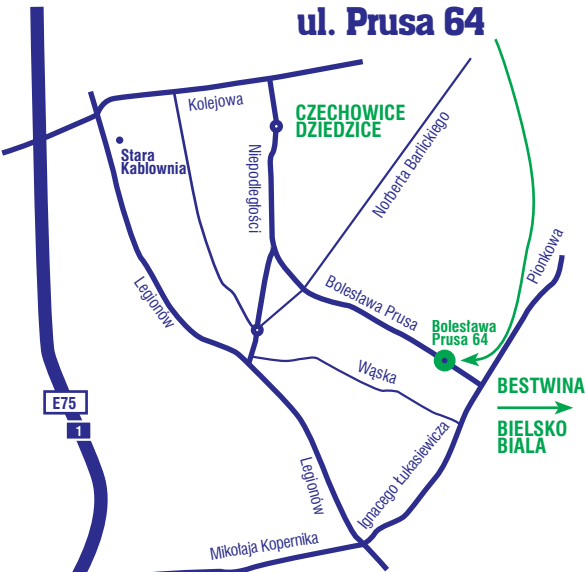 ul. Prusa 64
Kolejowa
CZECHOWICE
DZIEDZICE
Stara
Kablownia
Niepodległości
Norberta Barlickiego
Pionkowa
Legionów
Bolesława Prusa
Bolesława
Prusa 64
Wąska
BESTWINA
E75
1
BIELSKO
BIALA
Legionów
Ignacego Łukasiewicza
Mikołaja Kopernika